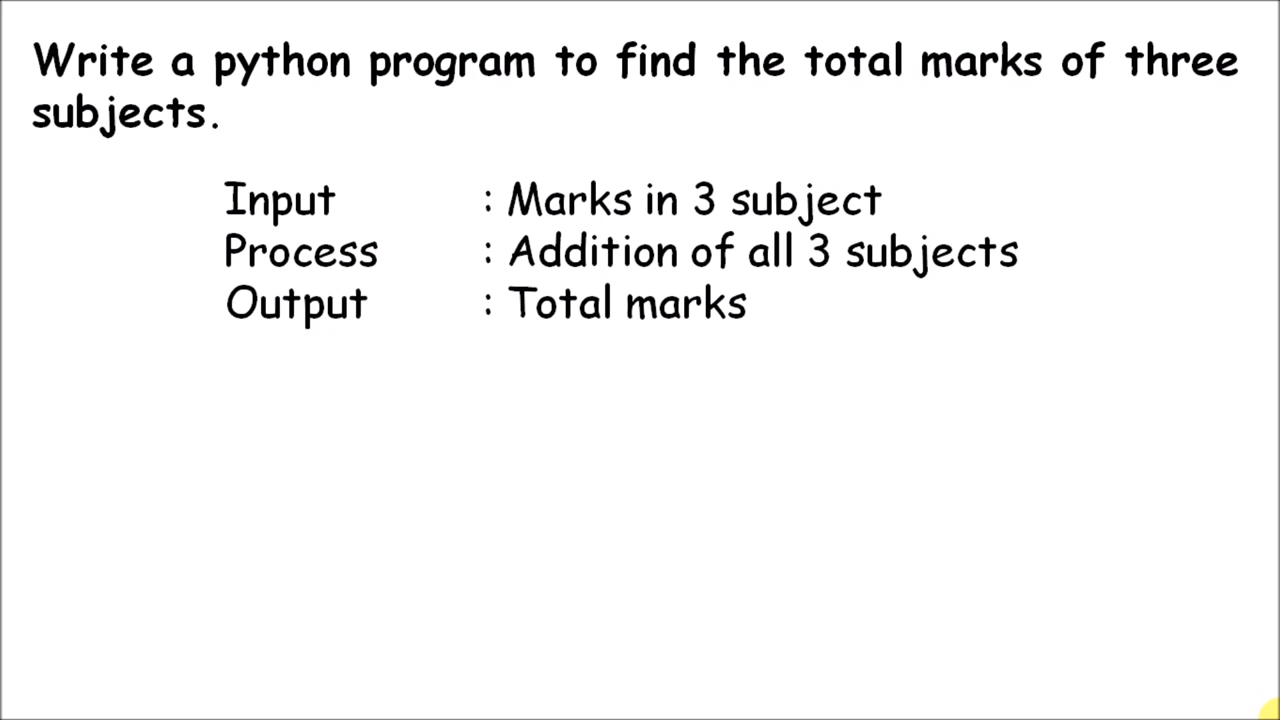 Write a python program to find the total marks of three
subjects.
Input : Marks in 3 subject
Process : Addition of all 3 subjects
Output : Total marks